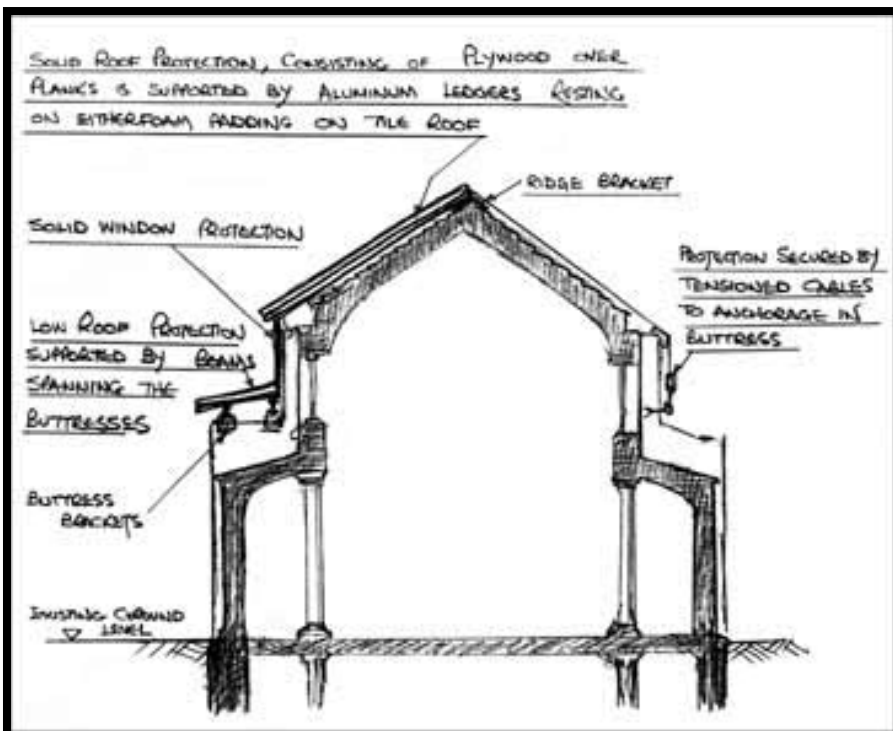 SOLID ROOF PROTECTION, CONSISTING OF PLYWOOD OVER
PLANKS IS SUPPORTED BY ALUMINUM LEDGERS RESTING
ON EITHERFOAM PADDING ON TILE ROOF
RIDGE BRACKET
SOLID WINDOW PROTECTION
PROTECTION SECURED BY
TENSIONED CABLES
TO ANCHORAGE IN
BUTTRESS
LOW ROOF PROTECTION
SUPPORTED BY BEAMS
SPANNING THE
BUTTRESSES
BUTTRESS
BRACKETS
EXISTING GROUND
LEVEL